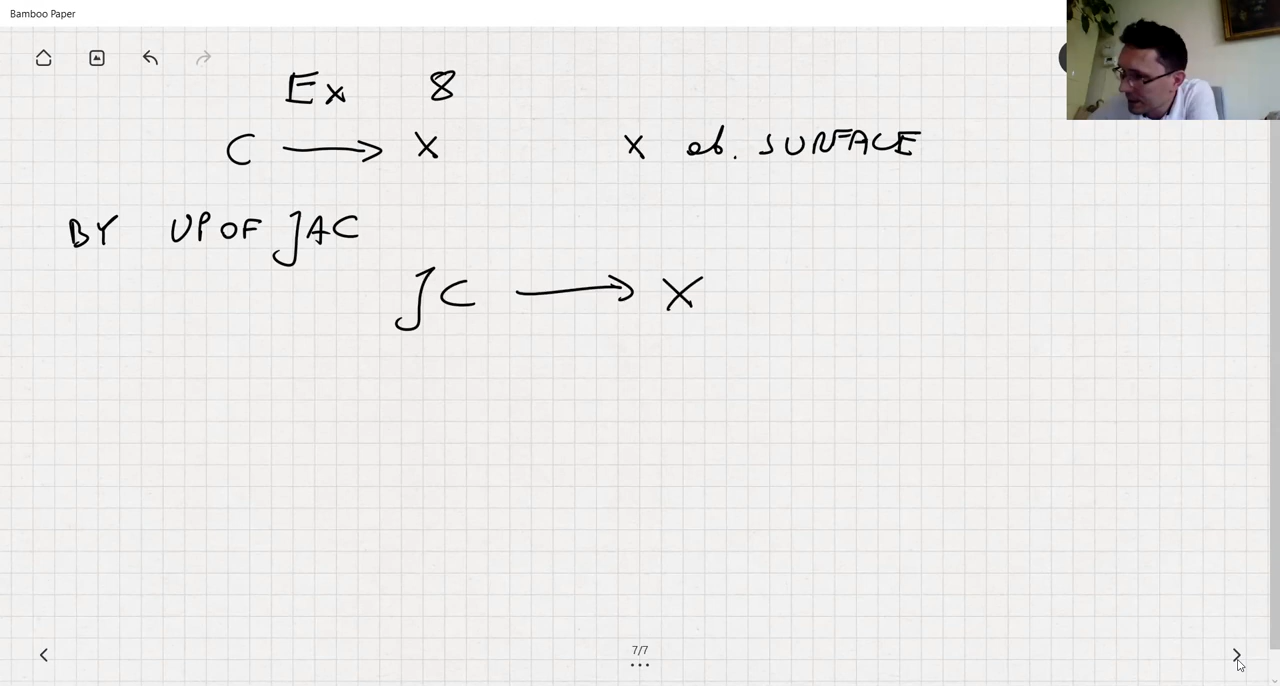 Bamboo Paper
Ex 8
C → X X ab. SURFACE
BY UP OF JAC
JC → X
7/7